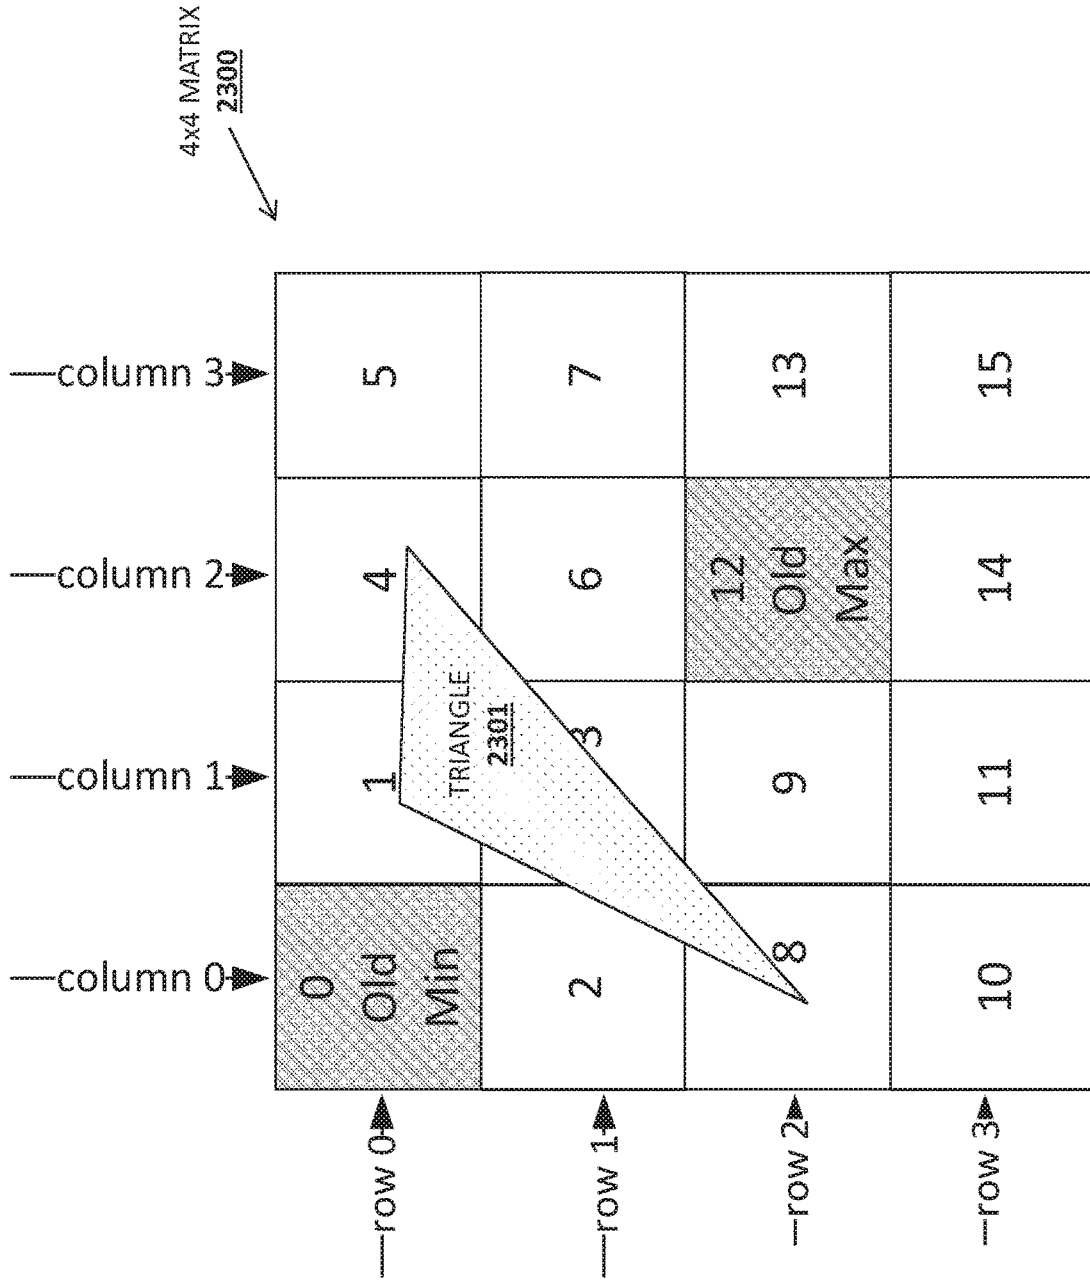 4x4 MATRIX
2300
column 0
column 1
column 2
column 3
row 0
0
Old
Min
1
4
5
TRIANGLE
2301
row 1
2
3
6
7
row 2
8
9
12
Old
Max
13
row 3
10
11
14
15